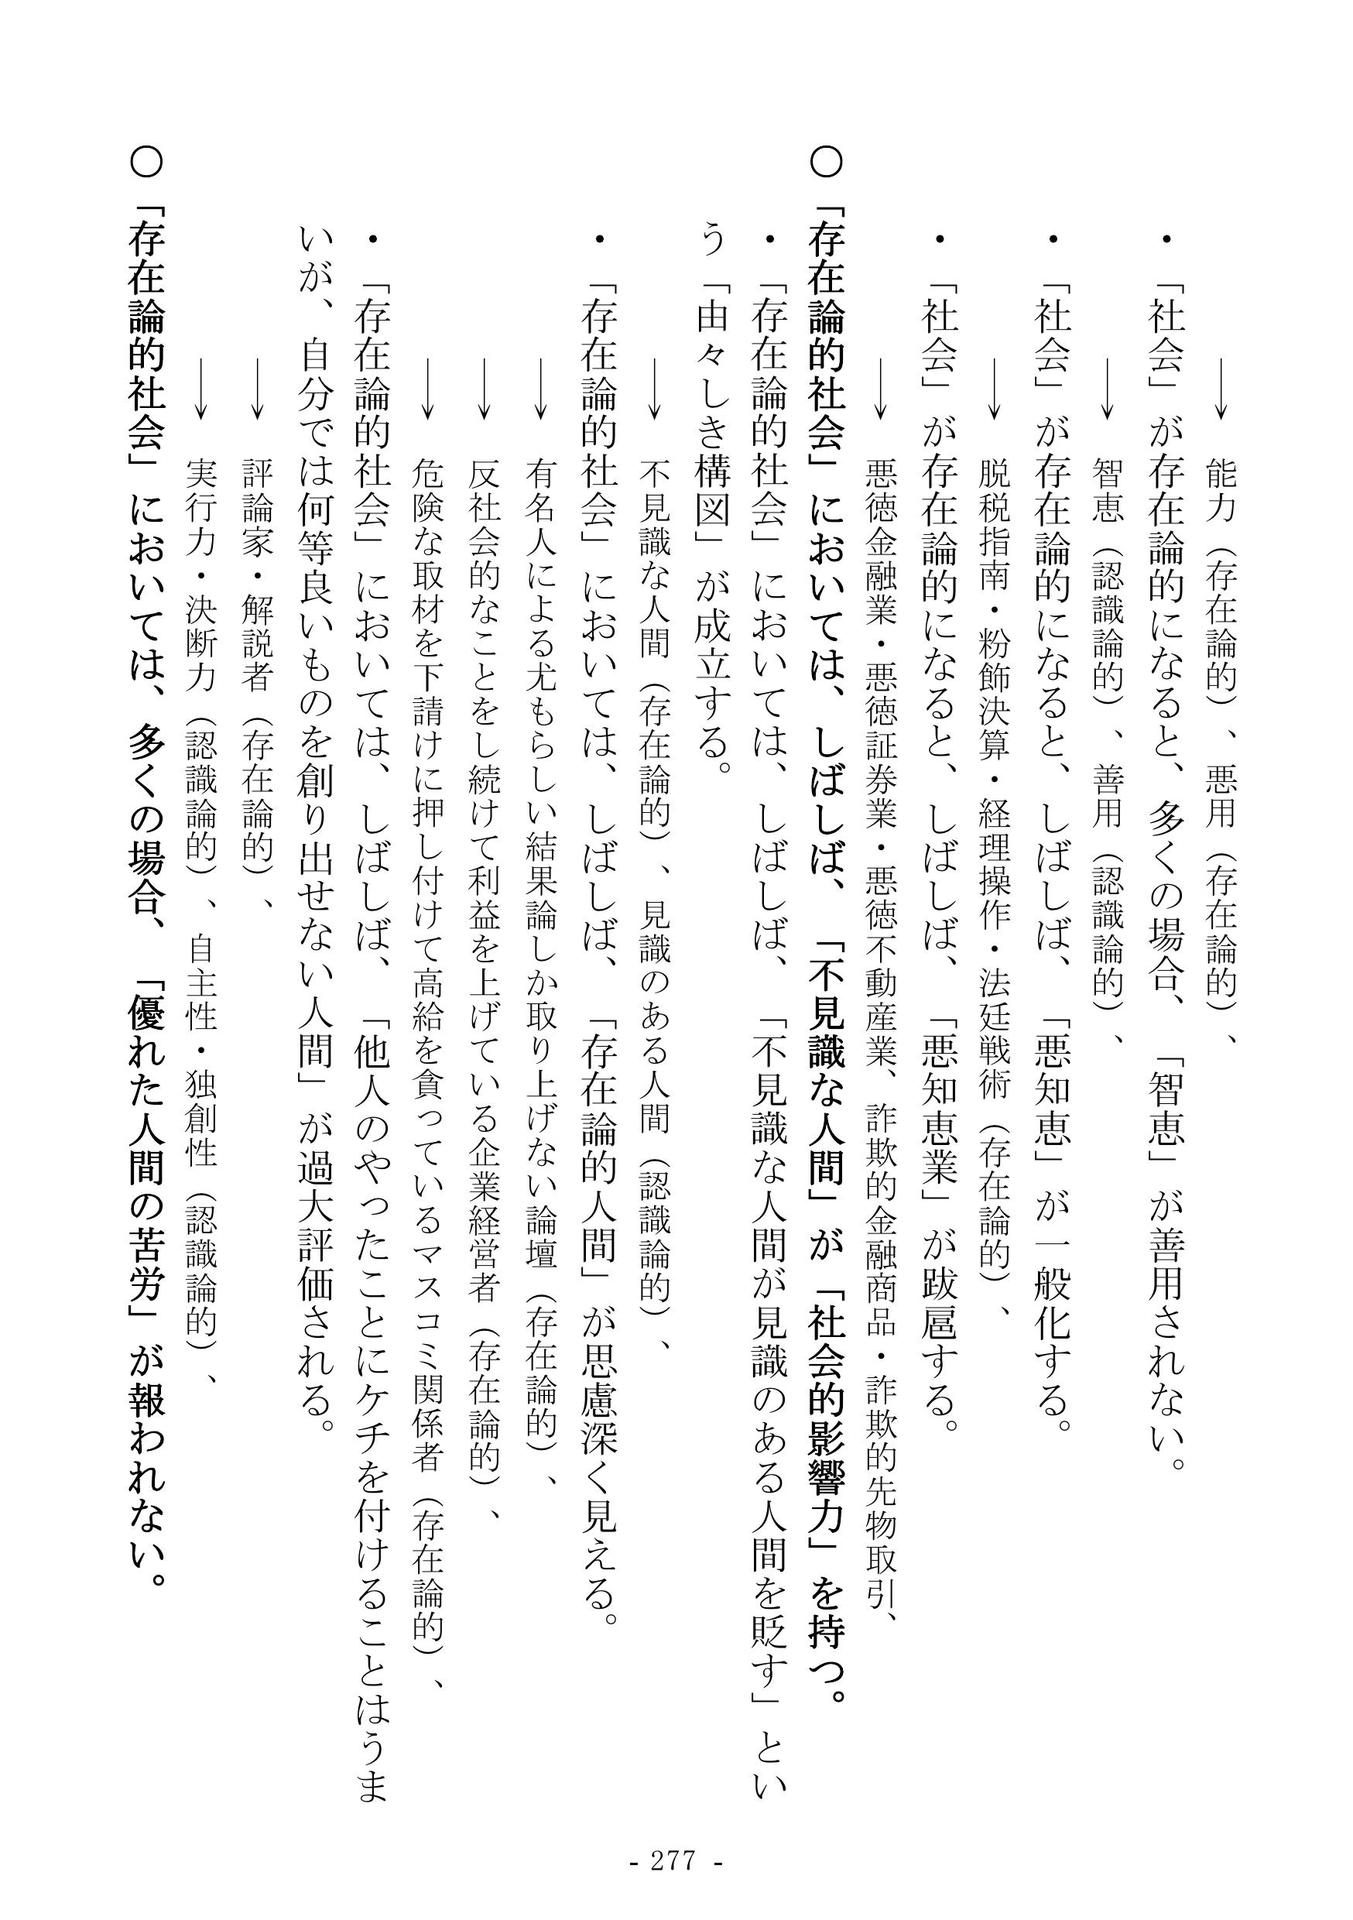 → 能力（存在論的）、悪用（存在論的）、
・「社会」が存在論的になると、多くの場合、「智恵」が善用されない。
→ 智恵（認識論的）、善用（認識論的）、
・「社会」が存在論的になると、しばしば、「悪知恵」が一般化する。
→ 脱税指南・粉飾決算・経理操作・法廷戦術（存在論的）、
・「社会」が存在論的になると、しばしば、「悪知恵業」が跋扈する。
→ 悪徳金融業・悪徳証券業・悪徳不動産業、詐欺的金融商品・詐欺的先物取引、
○「存在論的社会」においては、しばしば、「不見識な人間」が「社会的影響力」を持つ。
・「存在論的社会」においては、しばしば、「不見識な人間が見識のある人間を貶す」とい
う「由々しき構図」が成立する。
→ 不見識な人間（存在論的）、見識のある人間（認識論的）、
・「存在論的社会」においては、しばしば、「存在論的人間」が思慮深く見える。
→ 有名人による尤もらしい結果論しか取り上げない論壇（存在論的）、
→ 反社会的なことをし続けて利益を上げている企業経営者（存在論的）、
→ 危険な取材を下請けに押し付けて高給を貪っているマスコミ関係者（存在論的）、
・「存在論的社会」においては、しばしば、「他人のやったことにケチを付けることはうま
いが、自分では何等良いものを創り出せない人間」が過大評価される。
→ 評論家・解説者（存在論的）、
→ 実行力・決断力（認識論的）、自主性・独創性（認識論的）、
○「存在論的社会」においては、多くの場合、「優れた人間の苦労」が報われない。
- 277 -